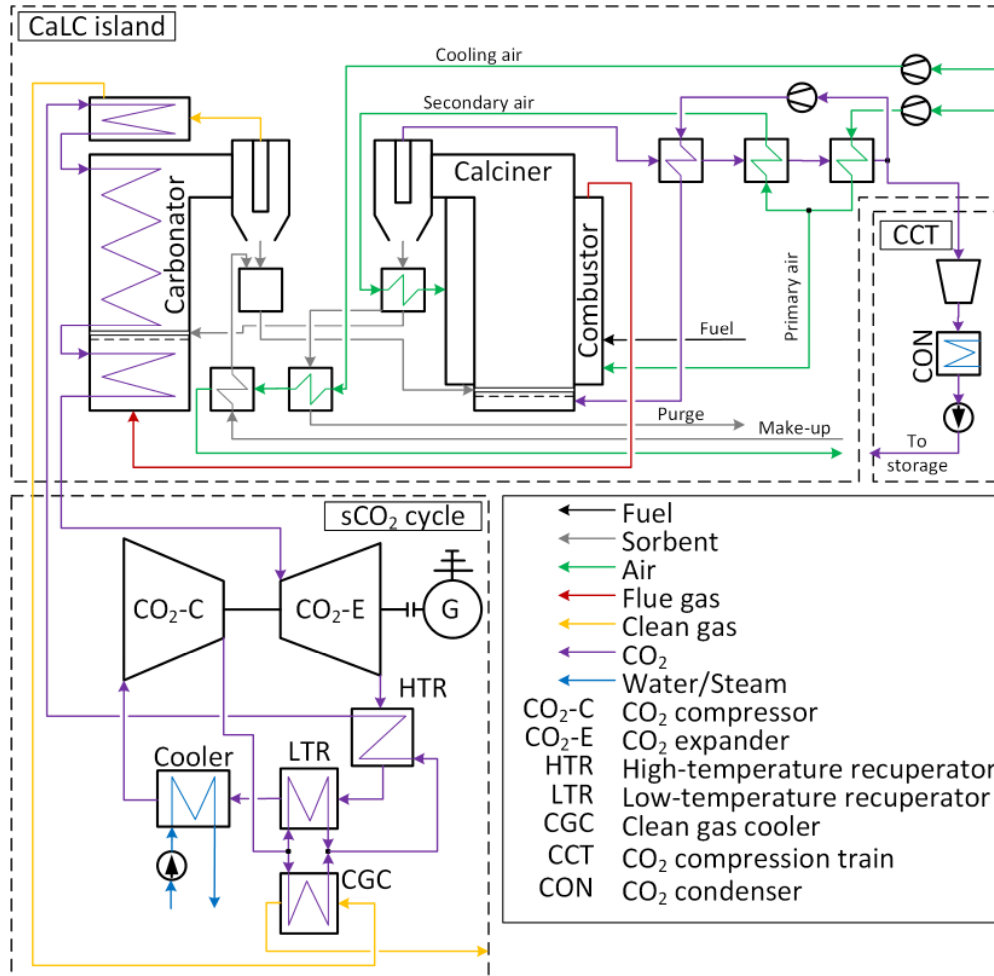 CaLC island
Cooling air
Secondary air
Calciner
Carbonator
Combustor
Primary air
Fuel
Purge
Make-up
CCT
CON
To
storage
sCO₂ cycle
CO₂-C
CO₂-E
G
HTR
Cooler
LTR
CGC
Fuel
Sorbent
Air
Flue gas
Clean gas
CO₂
Water/Steam
CO₂-C CO₂ compressor
CO₂-E CO₂ expander
HTR High-temperature recuperator
LTR Low-temperature recuperator
CGC Clean gas cooler
CCT CO₂ compression train
CON CO₂ condenser